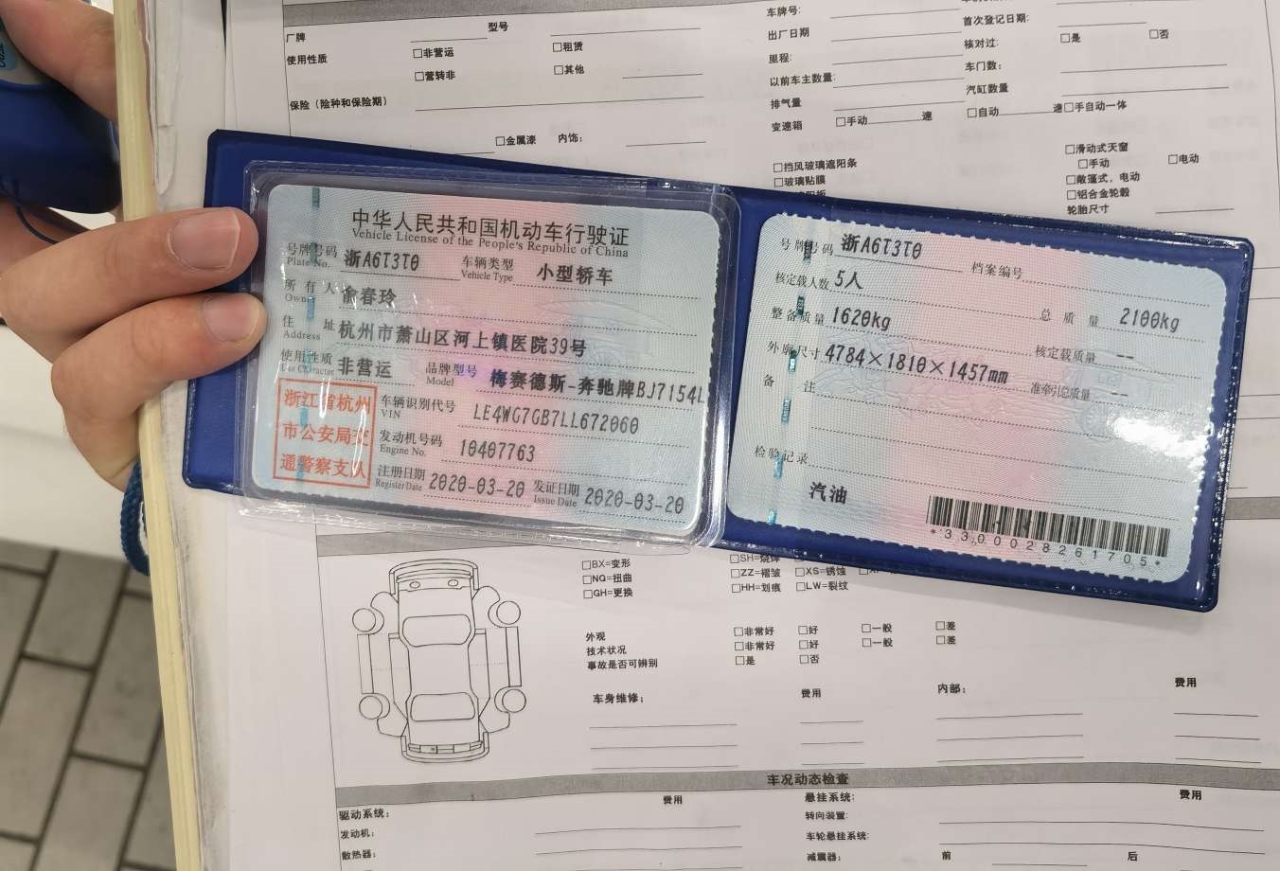 厂牌 型号 车牌号:
使用性质 □非营运 □租赁 出厂日期 首次登记日期:
□营转非 □其他 里程: 核对过: □是 □否
以前车主数量: 车门数:
保险（险种和保险期） 排气量 汽缸数量
变速箱 □手动 速 □自动 速□手自动一体
□金属漆 内饰:
□挡风玻璃遮阳条 □滑动式天窗
□玻璃贴膜 □手动 □电动
□敞篷式，电动
□铝合金轮毂
轮胎尺寸
中华人民共和国机动车行驶证
Vehicle License of the People's Republic of China
号牌号码 浙A6T3T0 车辆类型 小型轿车
Plate No. Vehicle Type
所有人 俞春玲
Owner
住址 杭州市萧山区河上镇医院39号
Address
使用性质 非营运 品牌型号 梅赛德斯-奔驰牌BJ7154L
Use Character Model
浙江省杭州
市公安局交
通警察支队
车辆识别代号 LE4WG7GB7LL672060
VIN
发动机号码 10407763
Engine No.
注册日期 2020-03-20 发证日期 2020-03-20
Register Date Issue Date
号牌号码 浙A6T3T0 档案编号
核定载人数 5人 总质量 2100kg
整备质量 1620kg 核定载质量 --
外廓尺寸 4784×1810×1457mm 准牵引总质量 --
备注
检验记录
汽油
*3300028261705*
□BX=变形 □SH=烧焊
□NQ=扭曲 □ZZ=褶皱 □XS=锈蚀
□GH=更换 □HH=划痕 □LW=裂纹
外观 □非常好 □好 □一般 □差
技术状况 □非常好 □好 □一般 □差
事故是否可辨别 □是 □否
车身维修: 费用 内部: 费用
车况动态检查
驱动系统: 费用 悬挂系统: 费用
发动机: 转向装置:
散热器: 车轮悬挂系统:
减震器: 前 后